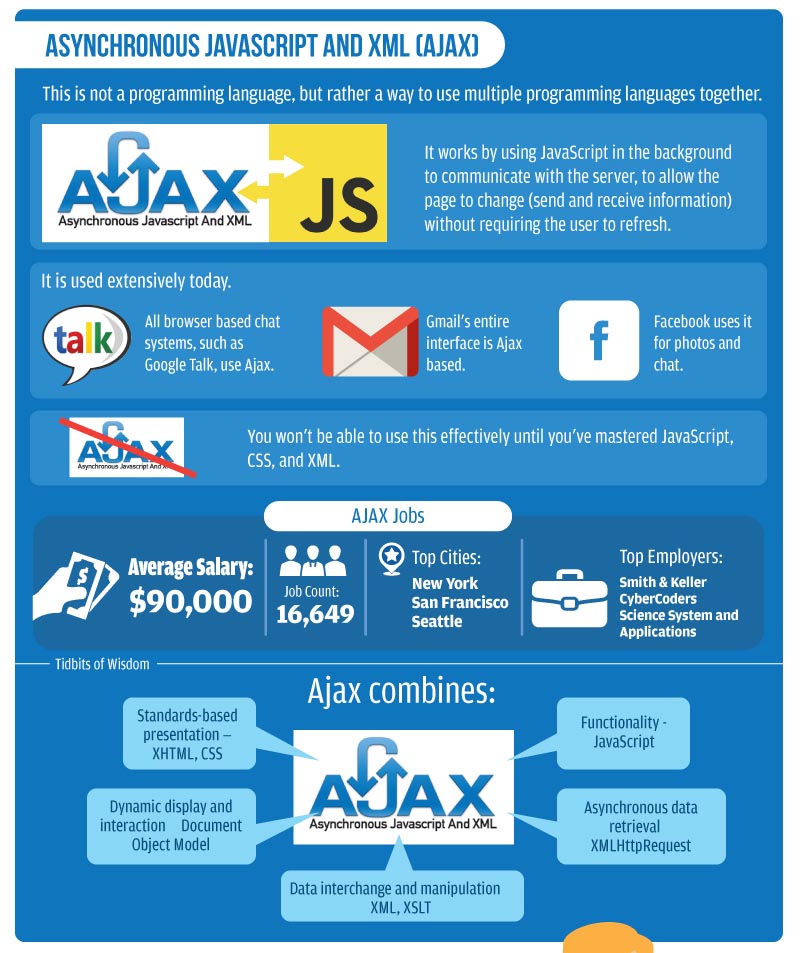 ASYNCHRONOUS JAVASCRIPT AND XML (AJAX)
This is not a programming language, but rather a way to use multiple programming languages together.
AJAX
Asynchronous Javascript And XML
JS
It works by using JavaScript in the background
to communicate with the server, to allow the
page to change (send and receive information)
without requiring the user to refresh.
It is used extensively today.
talk
All browser based chat
systems, such as
Google Talk, use Ajax.
M
Gmail's entire
interface is Ajax
based.
f
Facebook uses it
for photos and
chat.
AJAX
Asynchronous Javascript And X
You won't be able to use this effectively until you've mastered JavaScript,
CSS, and XML.
AJAX Jobs
$
Average Salary:
$90,000
Job Count:
16,649
Top Cities:
New York
San Francisco
Seattle
Top Employers:
Smith & Keller
CyberCoders
Science System and
Applications
Tidbits of Wisdom
Ajax combines:
Standards-based
presentation –
XHTML, CSS
Functionality -
JavaScript
AJAX
Asynchronous Javascript And XML
Dynamic display and
interaction Document
Object Model
Asynchronous data
retrieval
XMLHttpRequest
Data interchange and manipulation
XML, XSLT